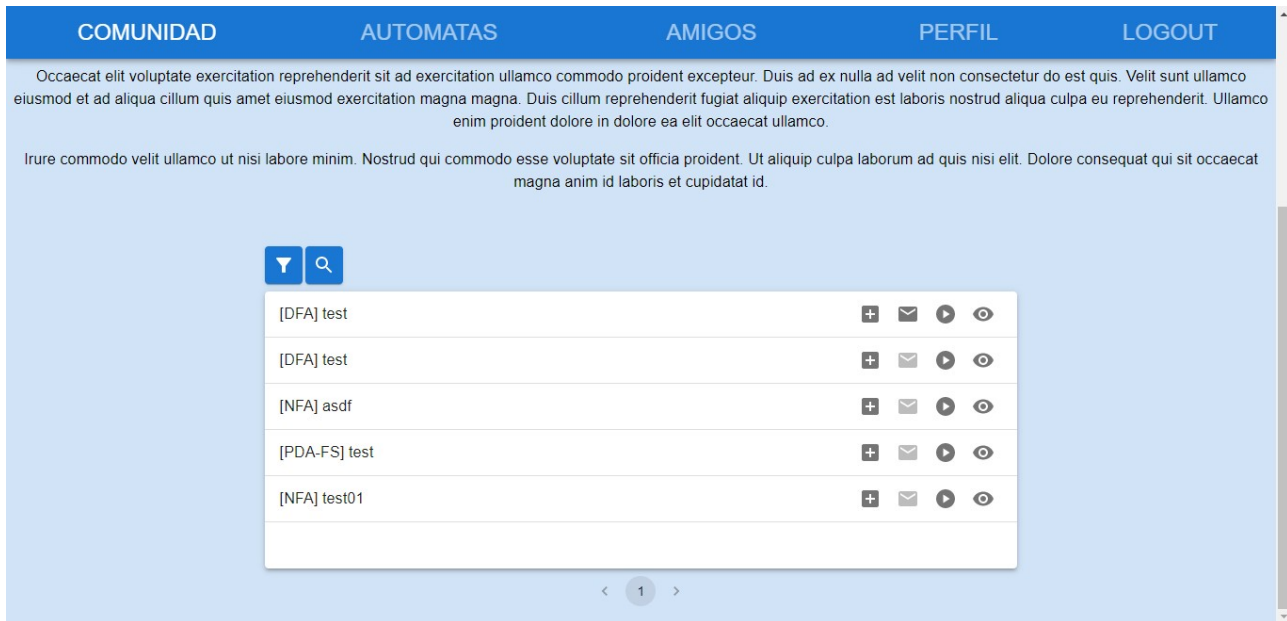 COMUNIDAD AUTOMATAS AMIGOS PERFIL LOGOUT
Occaecat elit voluptate exercitation reprehenderit sit ad exercitation ullamco commodo proident excepteur. Duis ad ex nulla ad velit non consectetur do est quis. Velit sunt ullamco
eiusmod et ad aliqua cillum quis amet eiusmod exercitation magna magna. Duis cillum reprehenderit fugiat aliquip exercitation est laboris nostrud aliqua culpa eu reprehenderit. Ullamco
enim proident dolore in dolore ea elit occaecat ullamco.
Irure commodo velit ullamco ut nisi labore minim. Nostrud qui commodo esse voluptate sit officia proident. Ut aliquip culpa laborum ad quis nisi elit. Dolore consequat qui sit occaecat
magna anim id laboris et cupidatat id.
[DFA] test
[DFA] test
[NFA] asdf
[PDA-FS] test
[NFA] test01
1